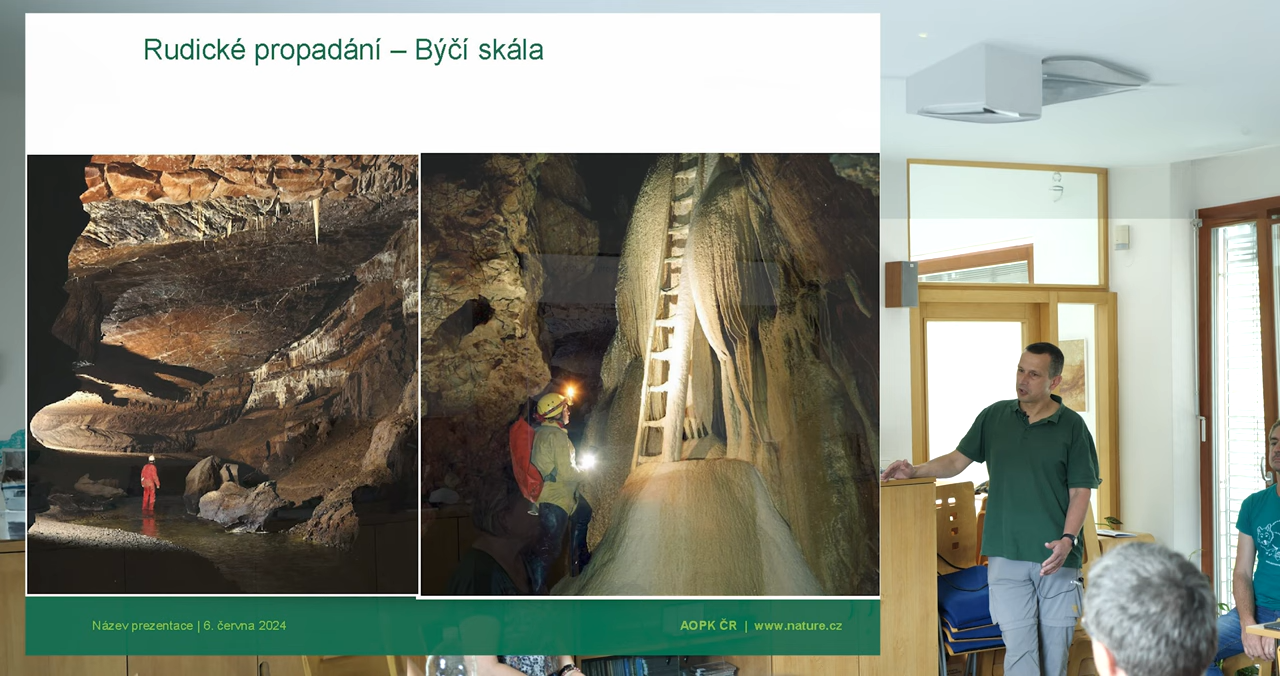 Rudické propadání – Býčí skála
Název prezentace | 6. června 2024
AOPK ČR | www.nature.cz